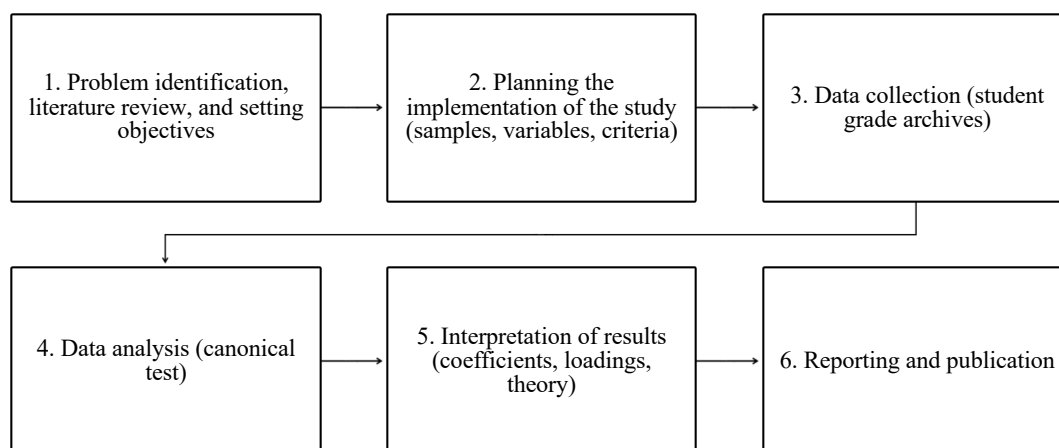 1. Problem identification,
literature review, and setting
objectives
2. Planning the
implementation of the study
(samples, variables, criteria)
3. Data collection (student
grade archives)
4. Data analysis (canonical
test)
5. Interpretation of results
(coefficients, loadings,
theory)
6. Reporting and publication